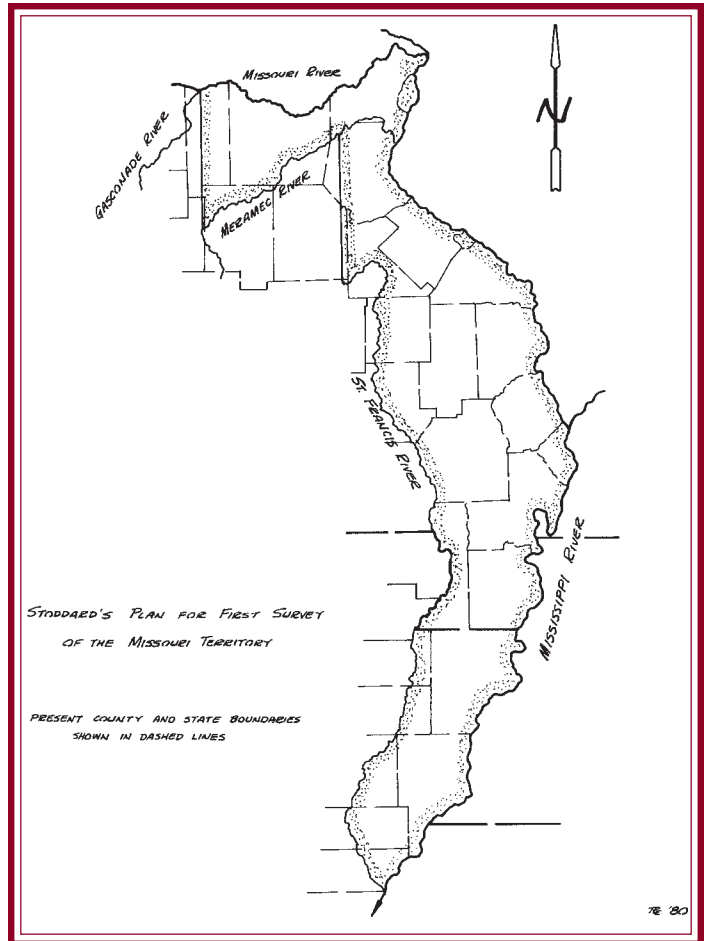 MISSOURI RIVER
N
GASCONADE RIVER
MERAMEC RIVER
ST. FRANCIS RIVER
MISSISSIPPI RIVER
STODDARD'S PLAN FOR FIRST SURVEY
OF THE MISSOURI TERRITORY
PRESENT COUNTY AND STATE BOUNDARIES
SHOWN IN DASHED LINES
'80